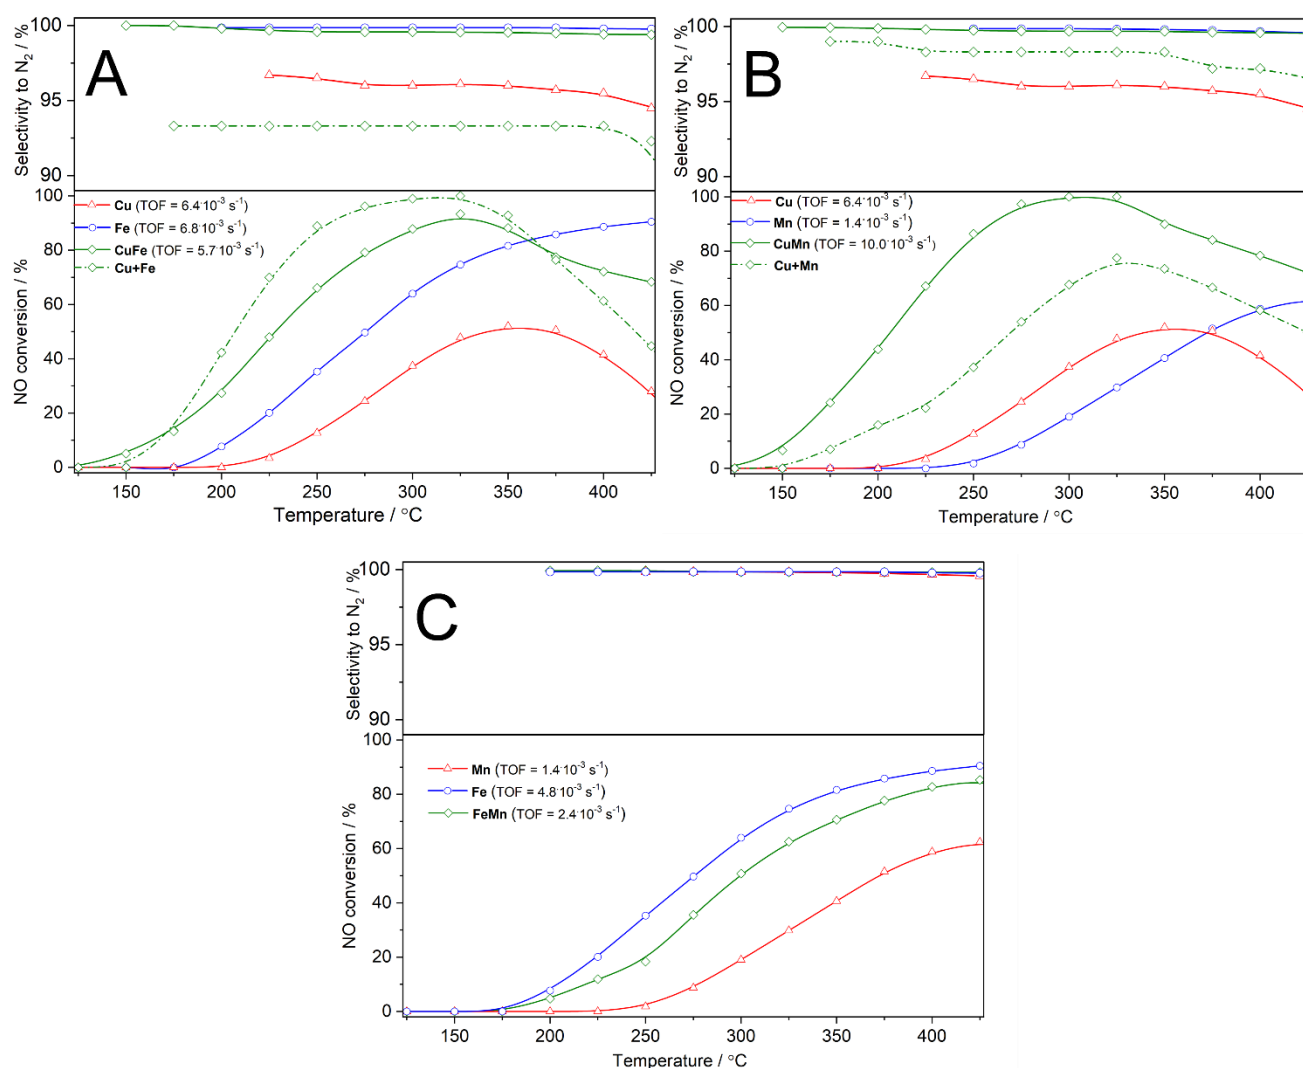 A
Selectivity to N₂ / %
100
95
90
NO conversion / %
100
80
60
40
20
0
Cu (TOF = 6.4·10⁻³ s⁻¹)
Fe (TOF = 6.8·10⁻³ s⁻¹)
CuFe (TOF = 5.7·10⁻³ s⁻¹)
Cu+Fe
150 200 250 300 350 400
Temperature / °C
B
Selectivity to N₂ / %
100
95
90
NO conversion / %
100
80
60
40
20
0
Cu (TOF = 6.4·10⁻³ s⁻¹)
Mn (TOF = 1.4·10⁻³ s⁻¹)
CuMn (TOF = 10.0·10⁻³ s⁻¹)
Cu+Mn
150 200 250 300 350 400
Temperature / °C
C
Selectivity to N₂ / %
100
95
90
NO conversion / %
100
80
60
40
20
0
Mn (TOF = 1.4·10⁻³ s⁻¹)
Fe (TOF = 4.8·10⁻³ s⁻¹)
FeMn (TOF = 2.4·10⁻³ s⁻¹)
150 200 250 300 350 400
Temperature / °C